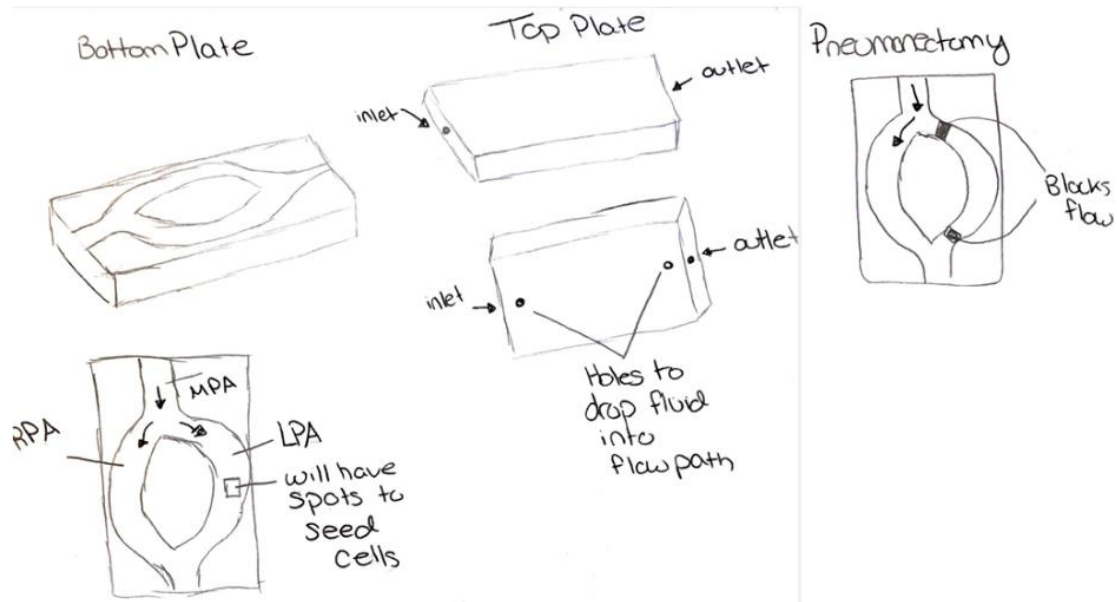 Bottom Plate
Top Plate
Pneumonectomy
inlet
outlet
inlet
outlet
Holes to
drop fluid
into
flow path
Blocks
flow
MPA
RPA
LPA
will have
spots to
seed
cells